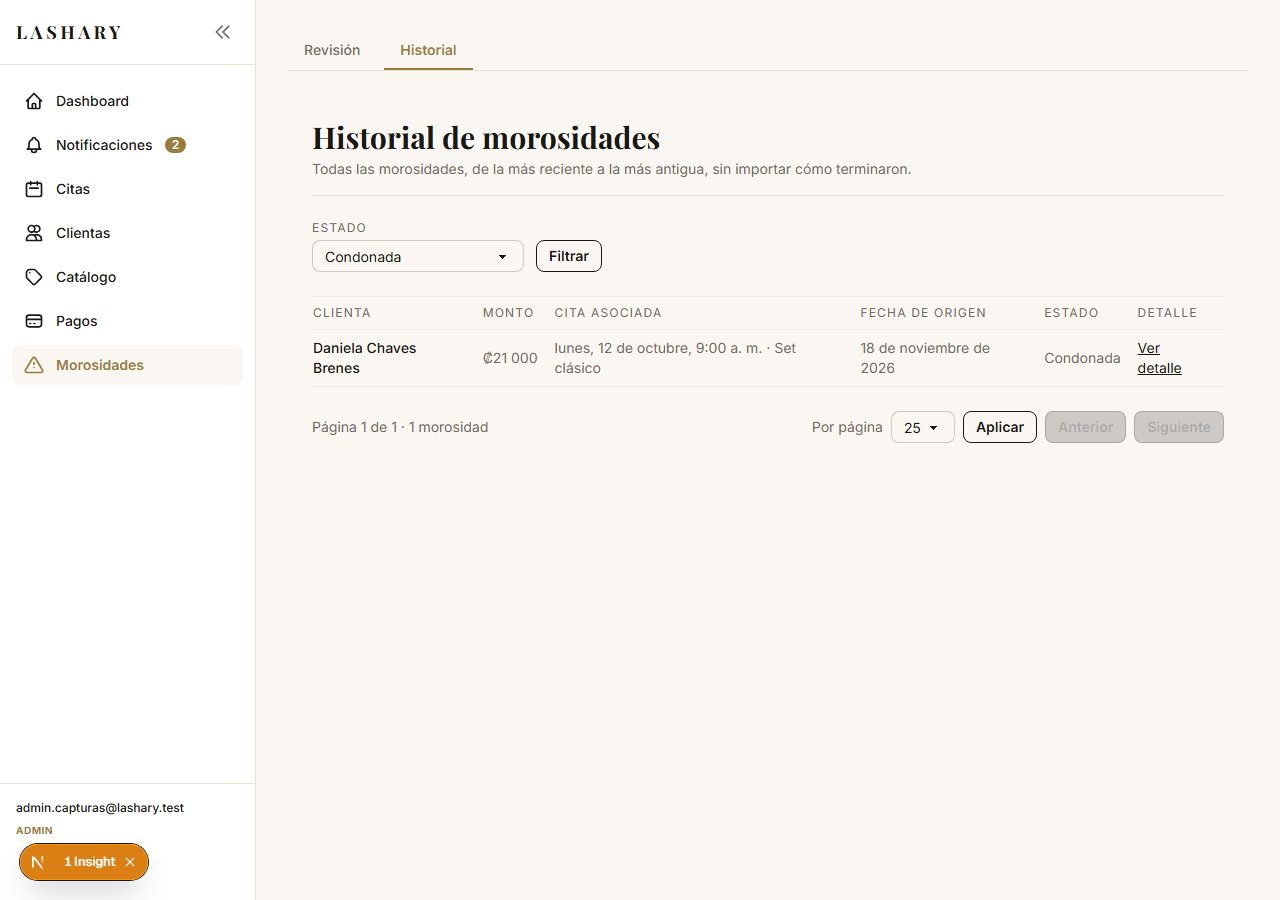 LASHARY
Dashboard
Notificaciones 2
Citas
Clientas
Catálogo
Pagos
Morosidades
admin.capturas@lashary.test
ADMIN
N 1 Insight
Revisión Historial
Historial de morosidades
Todas las morosidades, de la más reciente a la más antigua, sin importar cómo terminaron.
ESTADO
Condonada Filtrar
CLIENTA MONTO CITA ASOCIADA FECHA DE ORIGEN ESTADO DETALLE
Daniela Chaves Brenes ₡21 000 lunes, 12 de octubre, 9:00 a. m. · Set clásico 18 de noviembre de 2026 Condonada Ver detalle
Página 1 de 1 · 1 morosidad Por página 25 Aplicar Anterior Siguiente